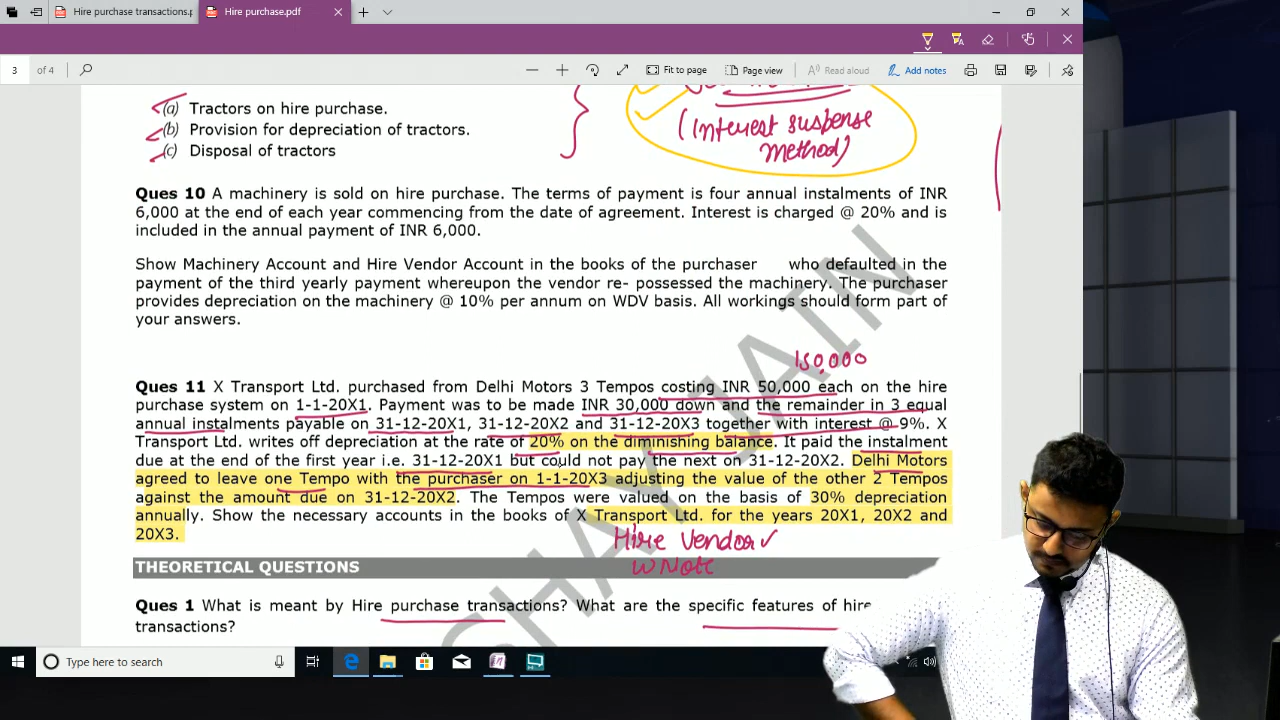 Hire purchase transactions.p
Hire purchase.pdf
3 of 4
Fit to page
Page view
Read aloud
Add notes
(a) Tractors on hire purchase.
(b) Provision for depreciation of tractors.
(c) Disposal of tractors
(Interest suspense
method)
Ques 10 A machinery is sold on hire purchase. The terms of payment is four annual instalments of INR
6,000 at the end of each year commencing from the date of agreement. Interest is charged @ 20% and is
included in the annual payment of INR 6,000.
Show Machinery Account and Hire Vendor Account in the books of the purchaser who defaulted in the
payment of the third yearly payment whereupon the vendor re- possessed the machinery. The purchaser
provides depreciation on the machinery @ 10% per annum on WDV basis. All workings should form part of
your answers.
150,000
Ques 11 X Transport Ltd. purchased from Delhi Motors 3 Tempos costing INR 50,000 each on the hire
purchase system on 1-1-20X1. Payment was to be made INR 30,000 down and the remainder in 3 equal
annual instalments payable on 31-12-20X1, 31-12-20X2 and 31-12-20X3 together with interest @ 9%. X
Transport Ltd. writes off depreciation at the rate of 20% on the diminishing balance. It paid the instalment
due at the end of the first year i.e. 31-12-20X1 but could not pay the next on 31-12-20X2. Delhi Motors
agreed to leave one Tempo with the purchaser on 1-1-20X3 adjusting the value of the other 2 Tempos
against the amount due on 31-12-20X2. The Tempos were valued on the basis of 30% depreciation
annually. Show the necessary accounts in the books of X Transport Ltd. for the years 20X1, 20X2 and
20X3.
Hire Vendor
W Note
THEORETICAL QUESTIONS
Ques 1 What is meant by Hire purchase transactions? What are the specific features of hire
transactions?
SHAY JAIN
Type here to search